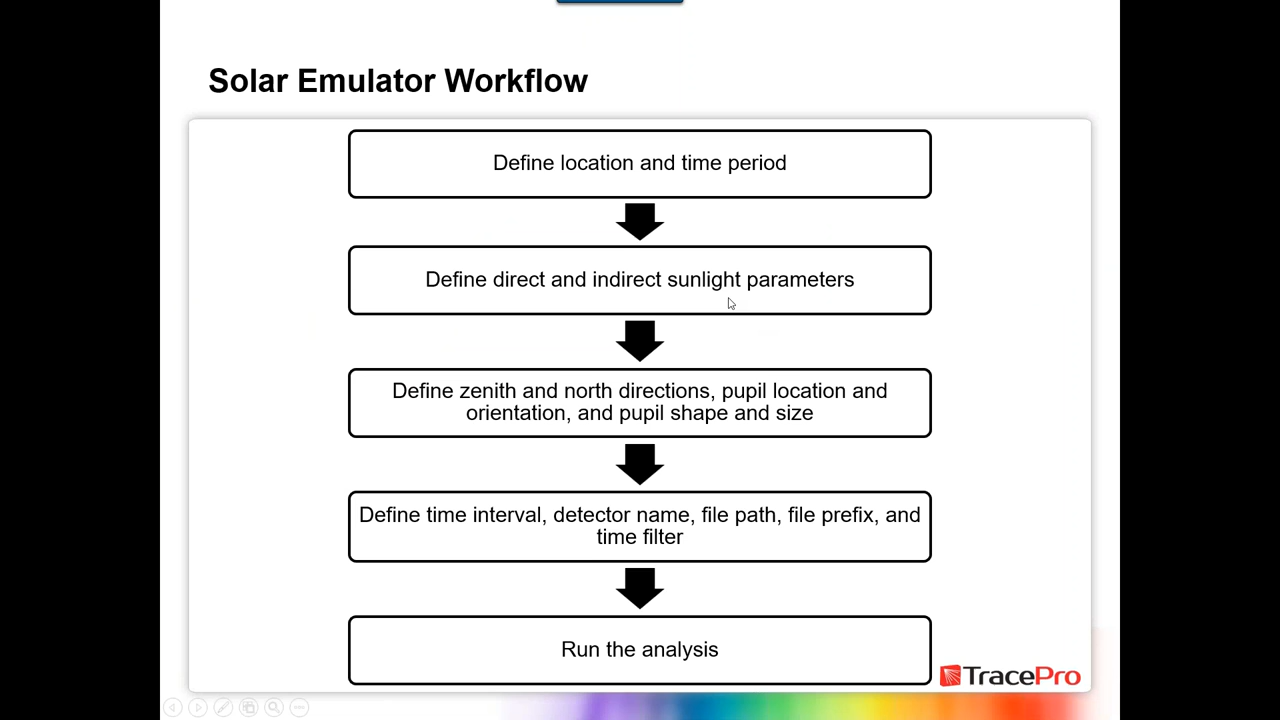 Solar Emulator Workflow
Define location and time period
Define direct and indirect sunlight parameters
Define zenith and north directions, pupil location and
orientation, and pupil shape and size
Define time interval, detector name, file path, file prefix, and
time filter
Run the analysis
TracePro